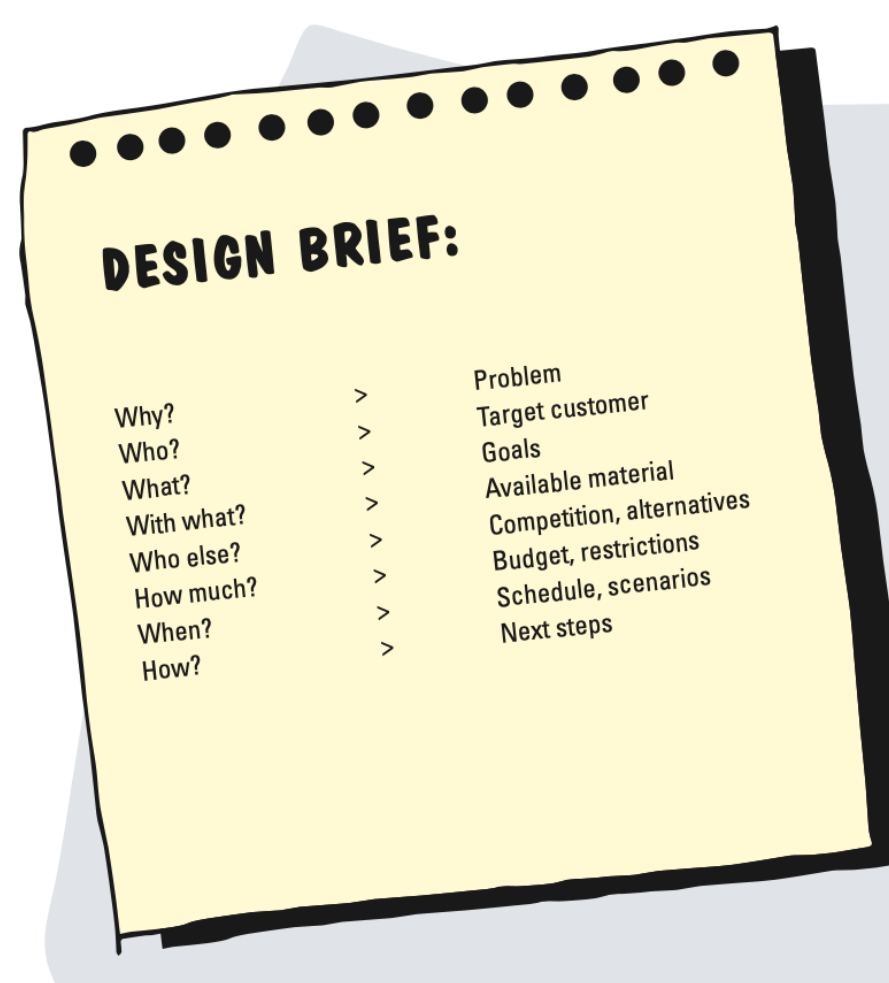 DESIGN BRIEF:
Why? > Problem
Who? > Target customer
What? > Goals
With what? > Available material
Who else? > Competition, alternatives
How much? > Budget, restrictions
When? > Schedule, scenarios
How? > Next steps